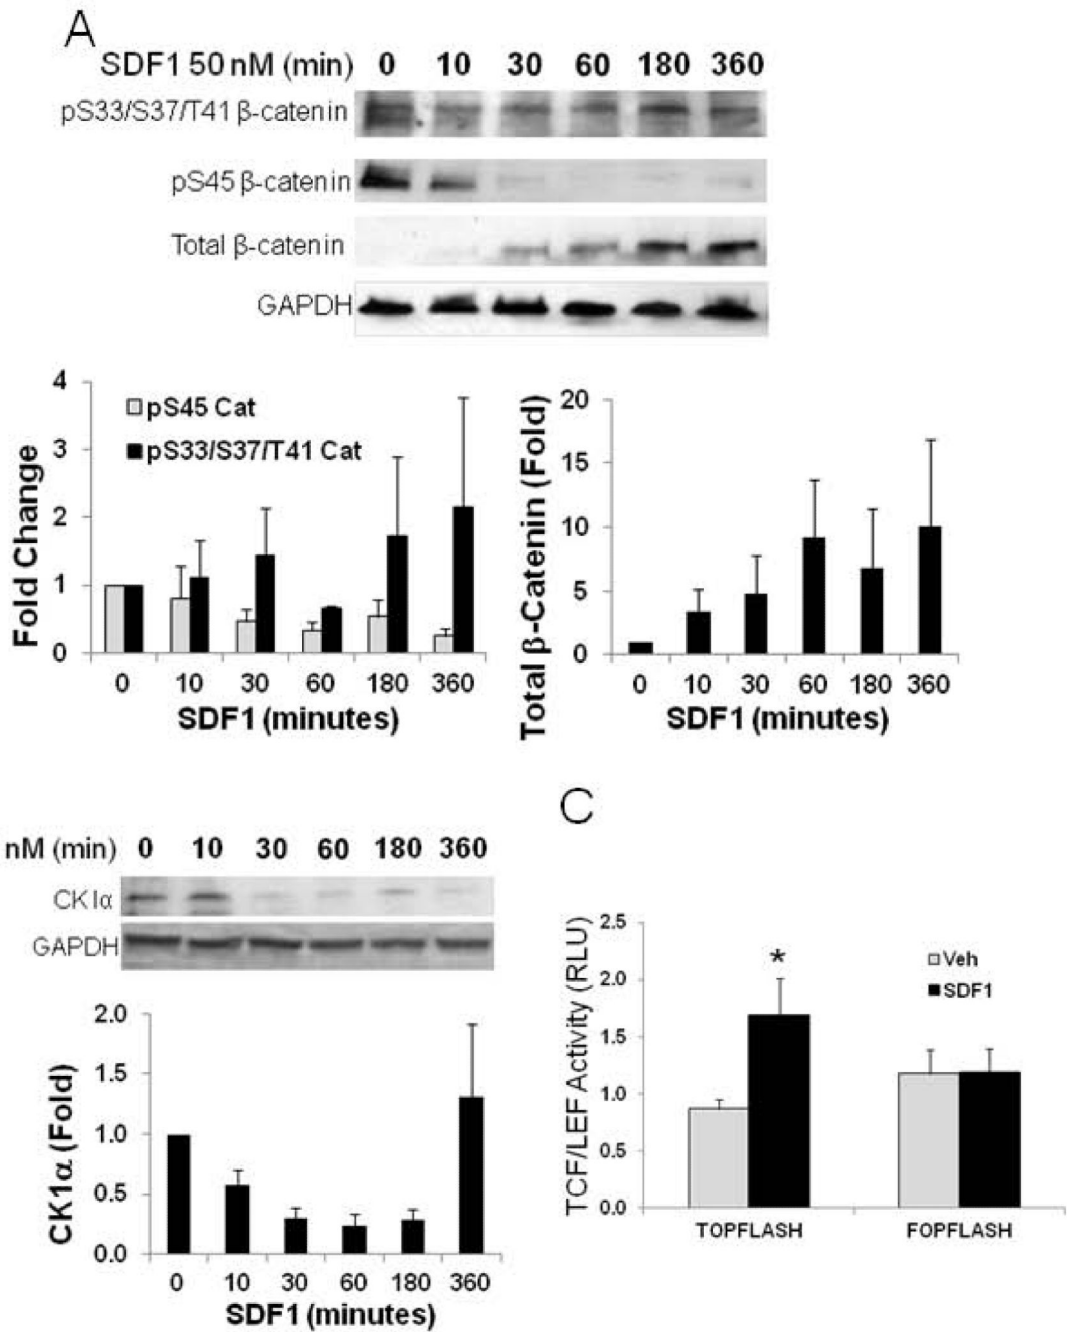 A
SDF1 50 nM (min) 0 10 30 60 180 360
pS33/S37/T41 β-catenin
pS45 β-catenin
Total β-catenin
GAPDH
4
3
2
1
0
Fold Change
pS45 Cat
pS33/S37/T41 Cat
0 10 30 60 180 360
SDF1 (minutes)
20
15
10
5
0
Total β-Catenin (Fold)
0 10 30 60 180 360
SDF1 (minutes)
nM (min) 0 10 30 60 180 360
CK1α
GAPDH
2.0
1.5
1.0
0.5
0.0
CK1α (Fold)
0 10 30 60 180 360
SDF1 (minutes)
C
2.5
2.0
1.5
1.0
0.5
0.0
TCF/LEF Activity (RLU)
*
Veh
SDF1
TOPFLASH FOPFLASH